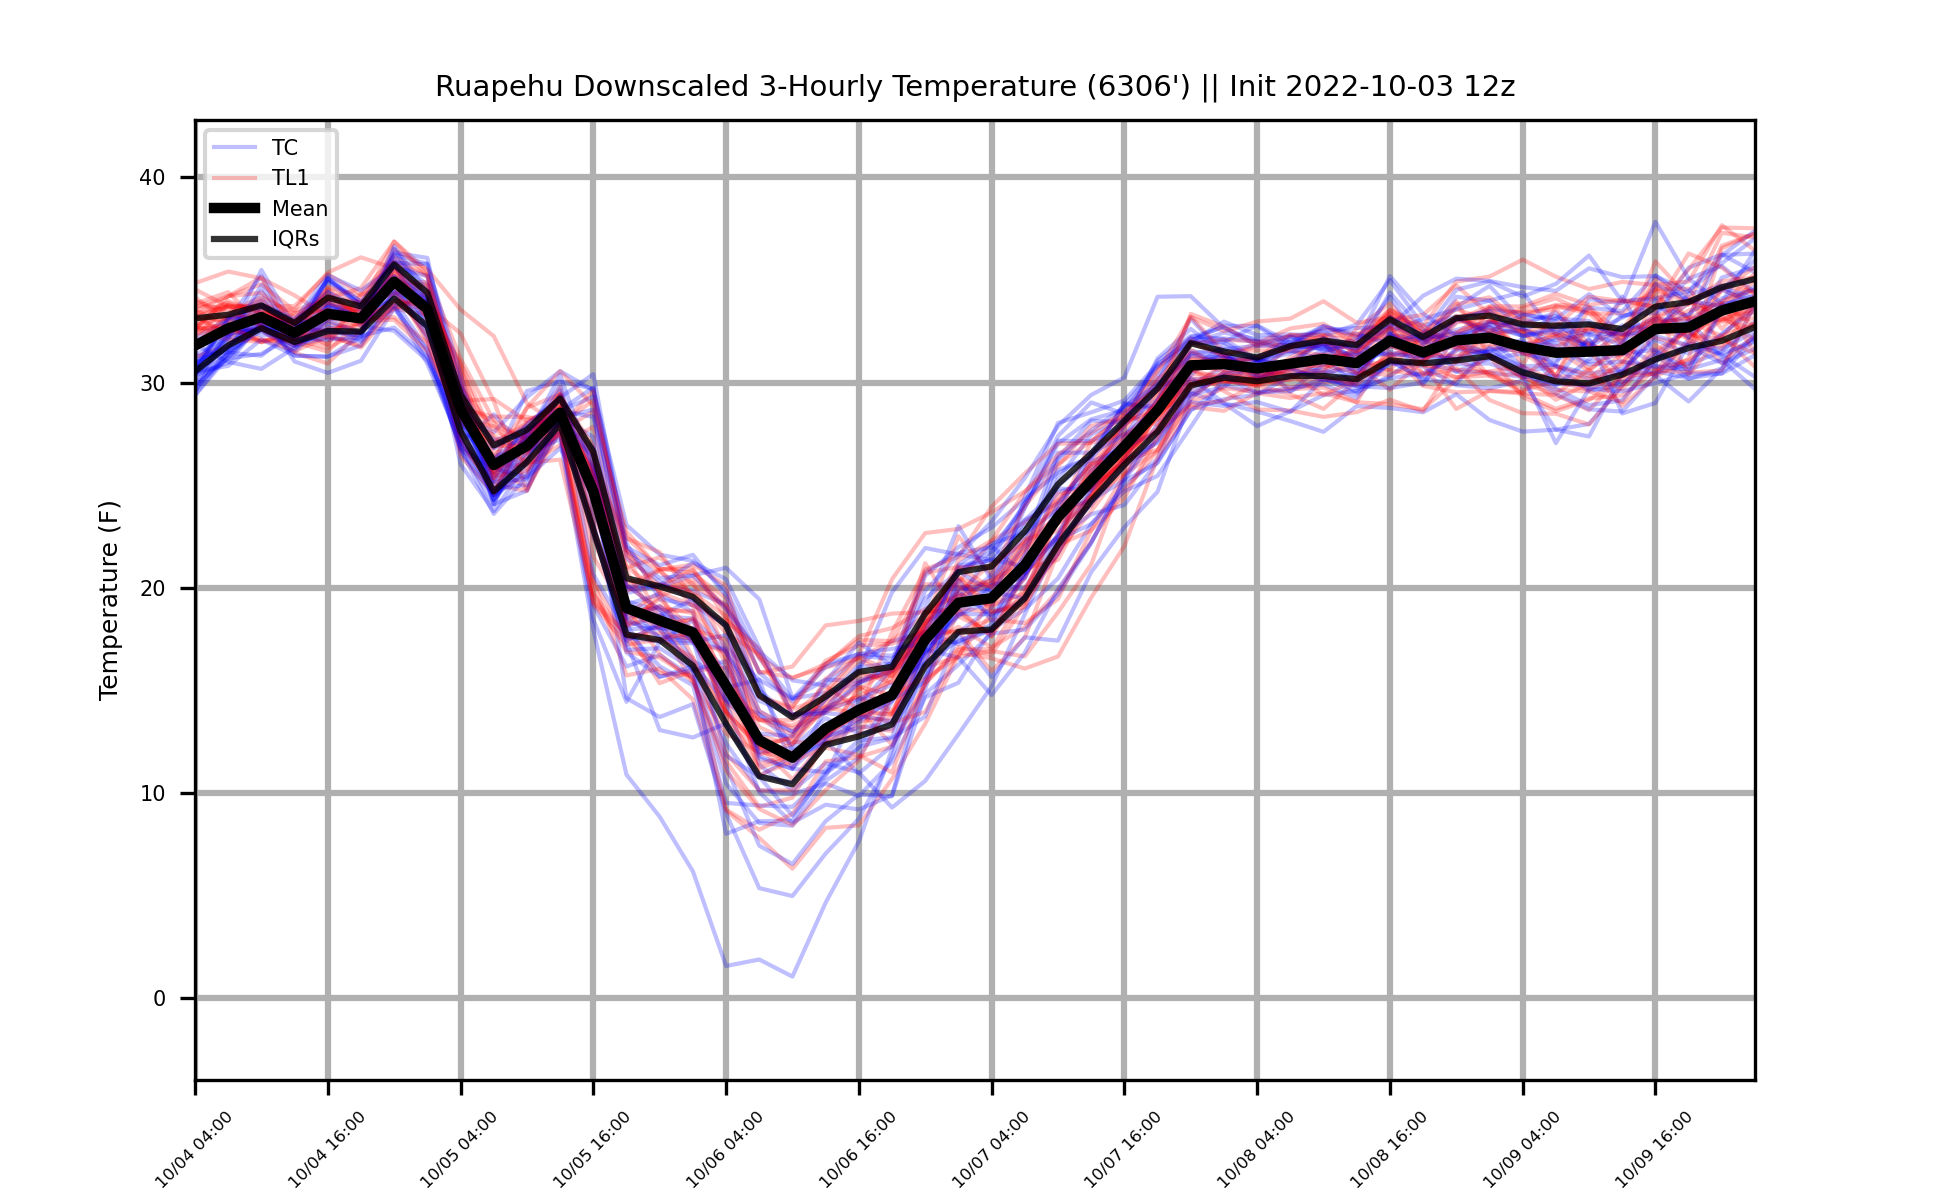 Ruapehu Downscaled 3-Hourly Temperature (6306') || Init 2022-10-03 12z
TC
TL1
Mean
IQRs
Temperature (F)
40
30
20
10
0
10/04 04:00
10/04 16:00
10/05 04:00
10/05 16:00
10/06 04:00
10/06 16:00
10/07 04:00
10/07 16:00
10/08 04:00
10/08 16:00
10/09 04:00
10/09 16:00